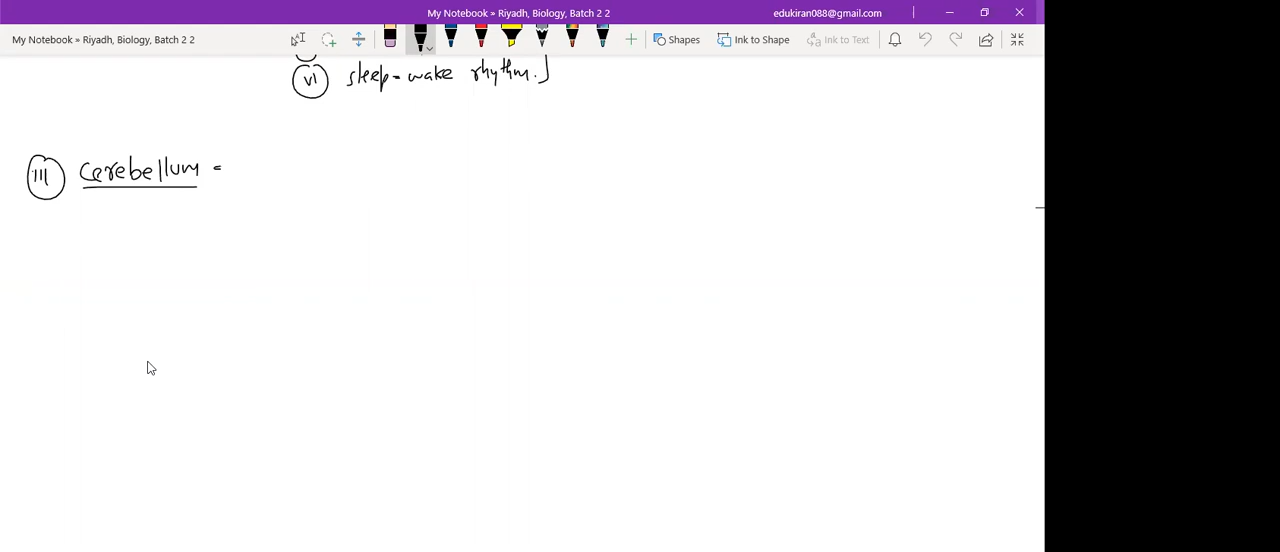 My Notebook » Riyadh, Biology, Batch 2 2
edukiran088@gmail.com
My Notebook » Riyadh, Biology, Batch 2 2
Shapes
Ink to Shape
Ink to Text
vi sleep-wake rhythm.]
III Cerebellum =